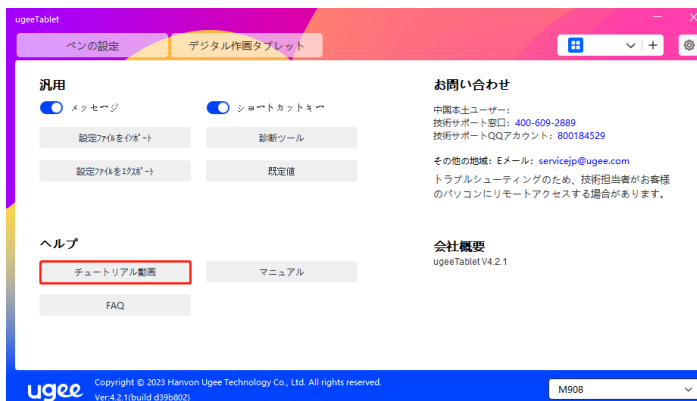 ugeeTablet
ペンの設定
デジタル作画タブレット
汎用
メッセージ
ショートカットキー
設定ファイルをインポート
診断ツール
設定ファイルをエクスポート
既定値
お問い合わせ
中国本土ユーザー：
技術サポート窓口：400-609-2889
技術サポートQQアカウント：800184529
その他の地域：Eメール：servicejp@ugee.com
トラブルシューティングのため、技術担当者がお客様
のパソコンにリモートアクセスする場合があります。
ヘルプ
チュートリアル動画
マニュアル
FAQ
会社概要
ugeeTablet V4.2.1
ugee
Copyright © 2023 Hanvon Ugee Technology Co., Ltd. All rights reserved.
Ver:4.2.1(build d39b802)
M908